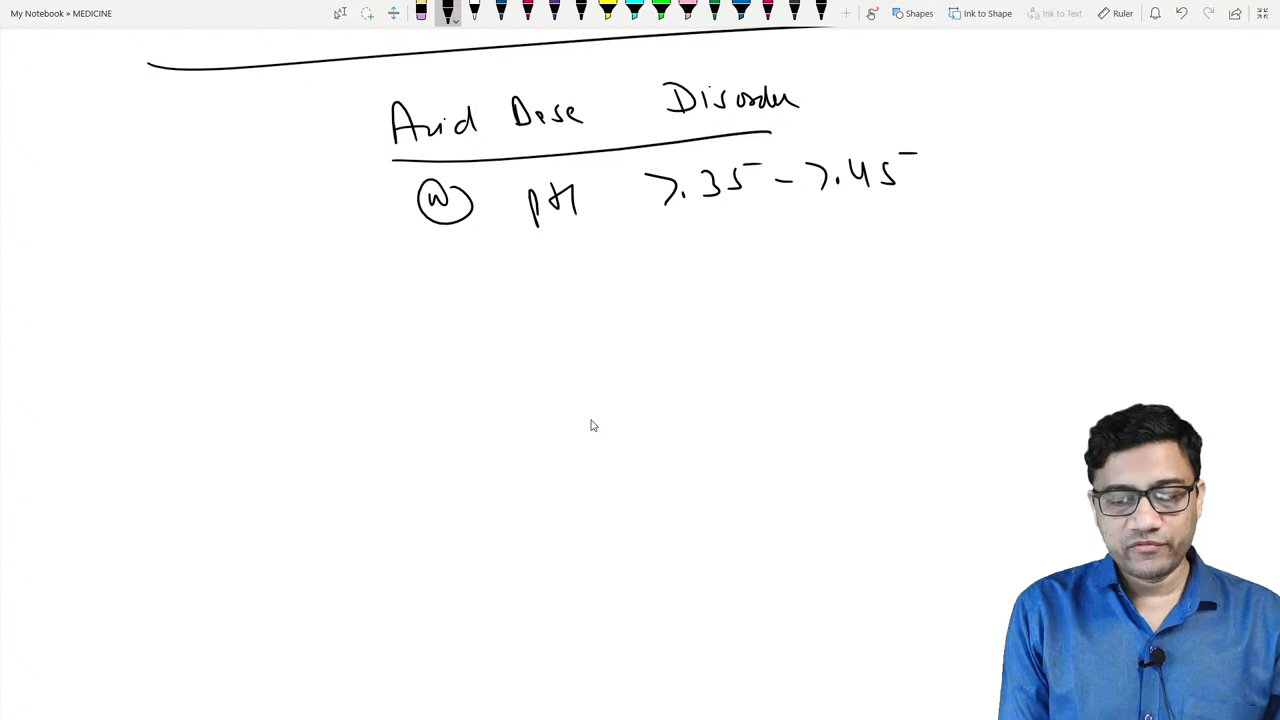 My Notebook » MEDICINE
Shapes Ink to Shape Ink to Text Ruler
Acid Base Disorder
N pH 7.35 - 7.45